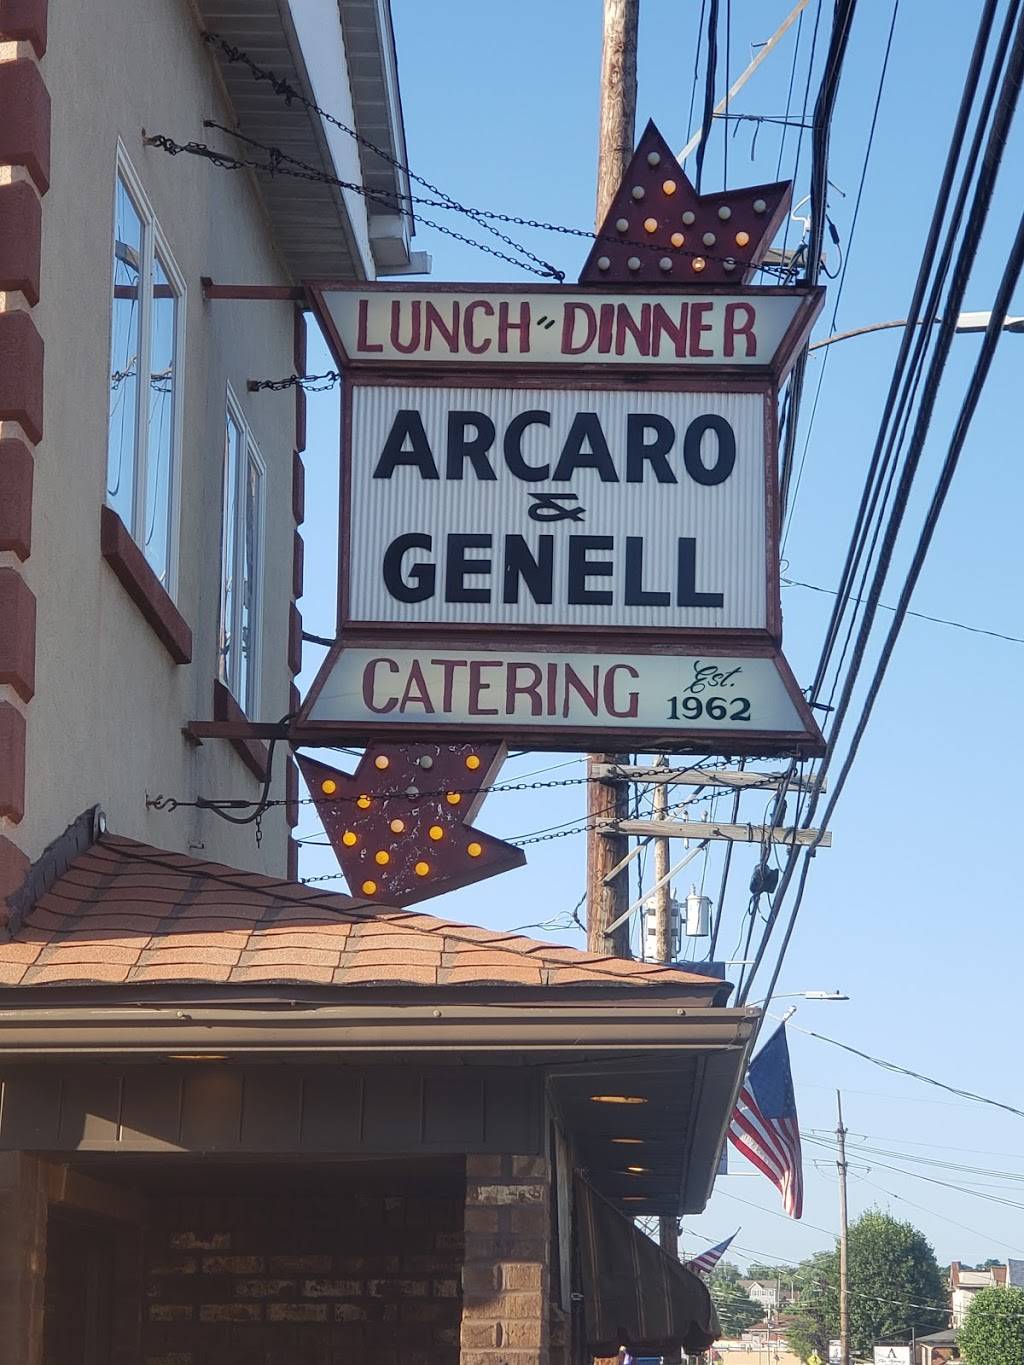 LUNCH " DINNER
ARCARO
&
GENELL
CATERING Est.
1962